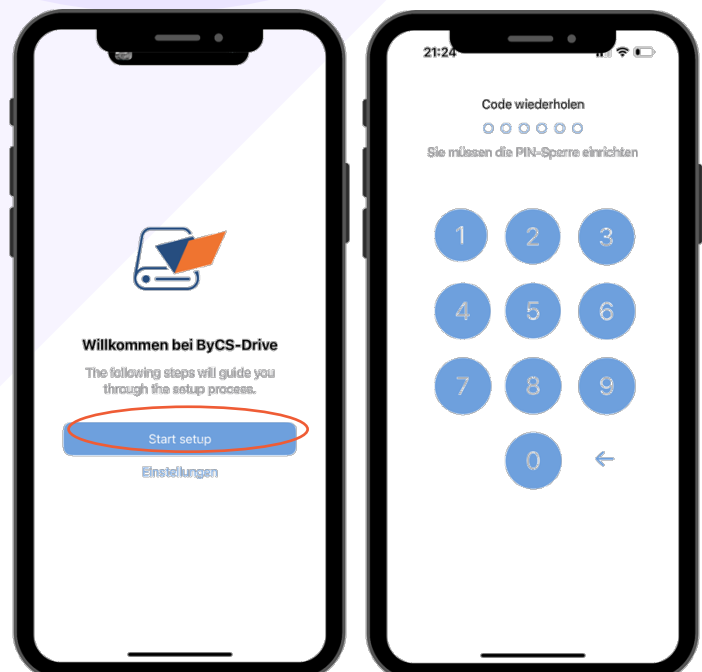 Willkommen bei ByCS-Drive
The following steps will guide you
through the setup process.
Start setup
Einstellungen
21:24
Code wiederholen
Sie müssen die PIN-Sperre einrichten
1 2 3
4 5 6
7 8 9
0 ←